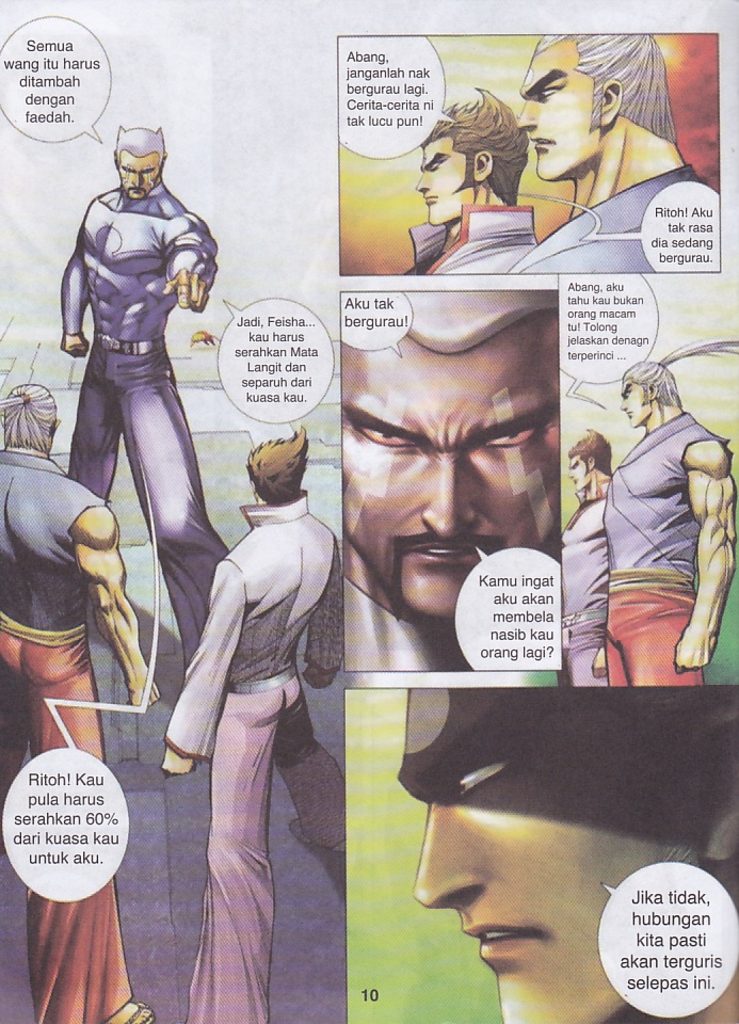 Semua
wang itu harus
ditambah
dengan
faedah.
Jadi, Feisha...
kau harus
serahkan Mata
Langit dan
separuh dari
kuasa kau.
Ritoh! Kau
pula harus
serahkan 60%
dari kuasa kau
untuk aku.
Abang,
janganlah nak
bergurau lagi.
Cerita-cerita ni
tak lucu pun!
Ritoh! Aku
tak rasa
dia sedang
bergurau.
Aku tak
bergurau!
Kamu ingat
aku akan
membela
nasib kau
orang lagi?
Abang, aku
tahu kau bukan
orang macam
tu! Tolong
jelaskan denagn
terperinci ...
Jika tidak,
hubungan
kita pasti
akan terguris
selepas ini.
10